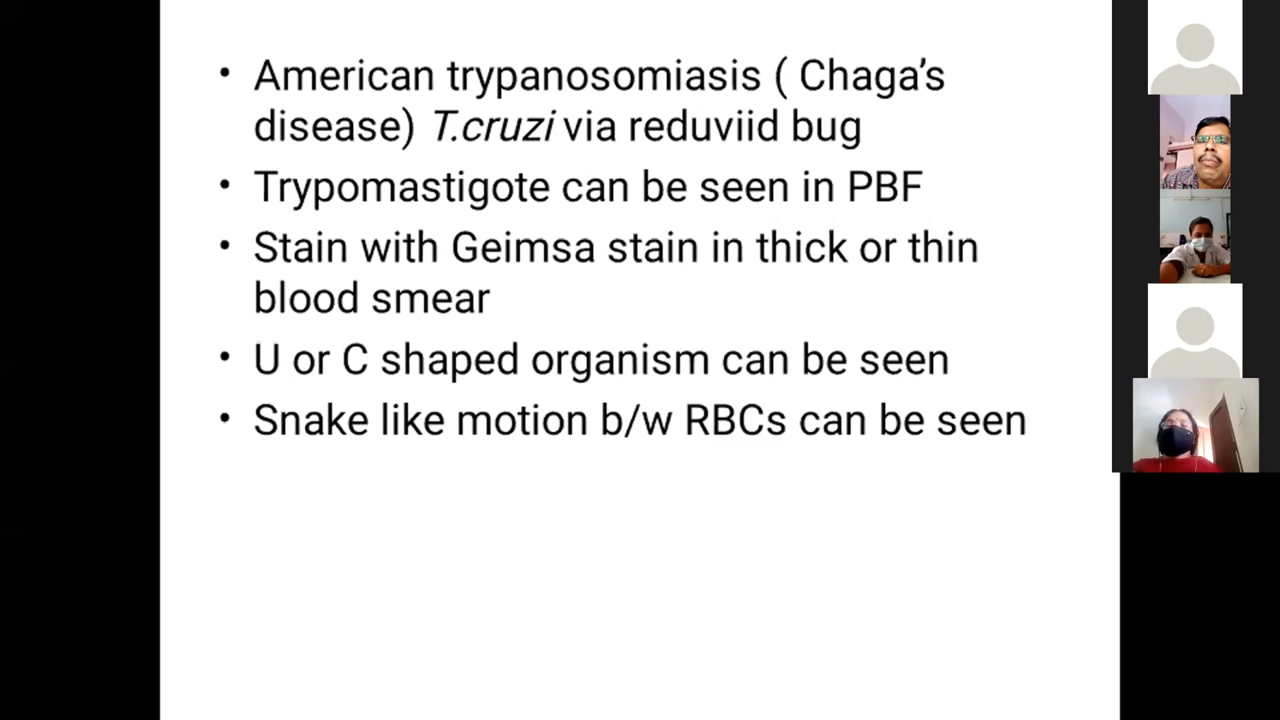 • American trypanosomiasis ( Chaga’s
disease) T.cruzi via reduviid bug
• Trypomastigote can be seen in PBF
• Stain with Geimsa stain in thick or thin
blood smear
• U or C shaped organism can be seen
• Snake like motion b/w RBCs can be seen